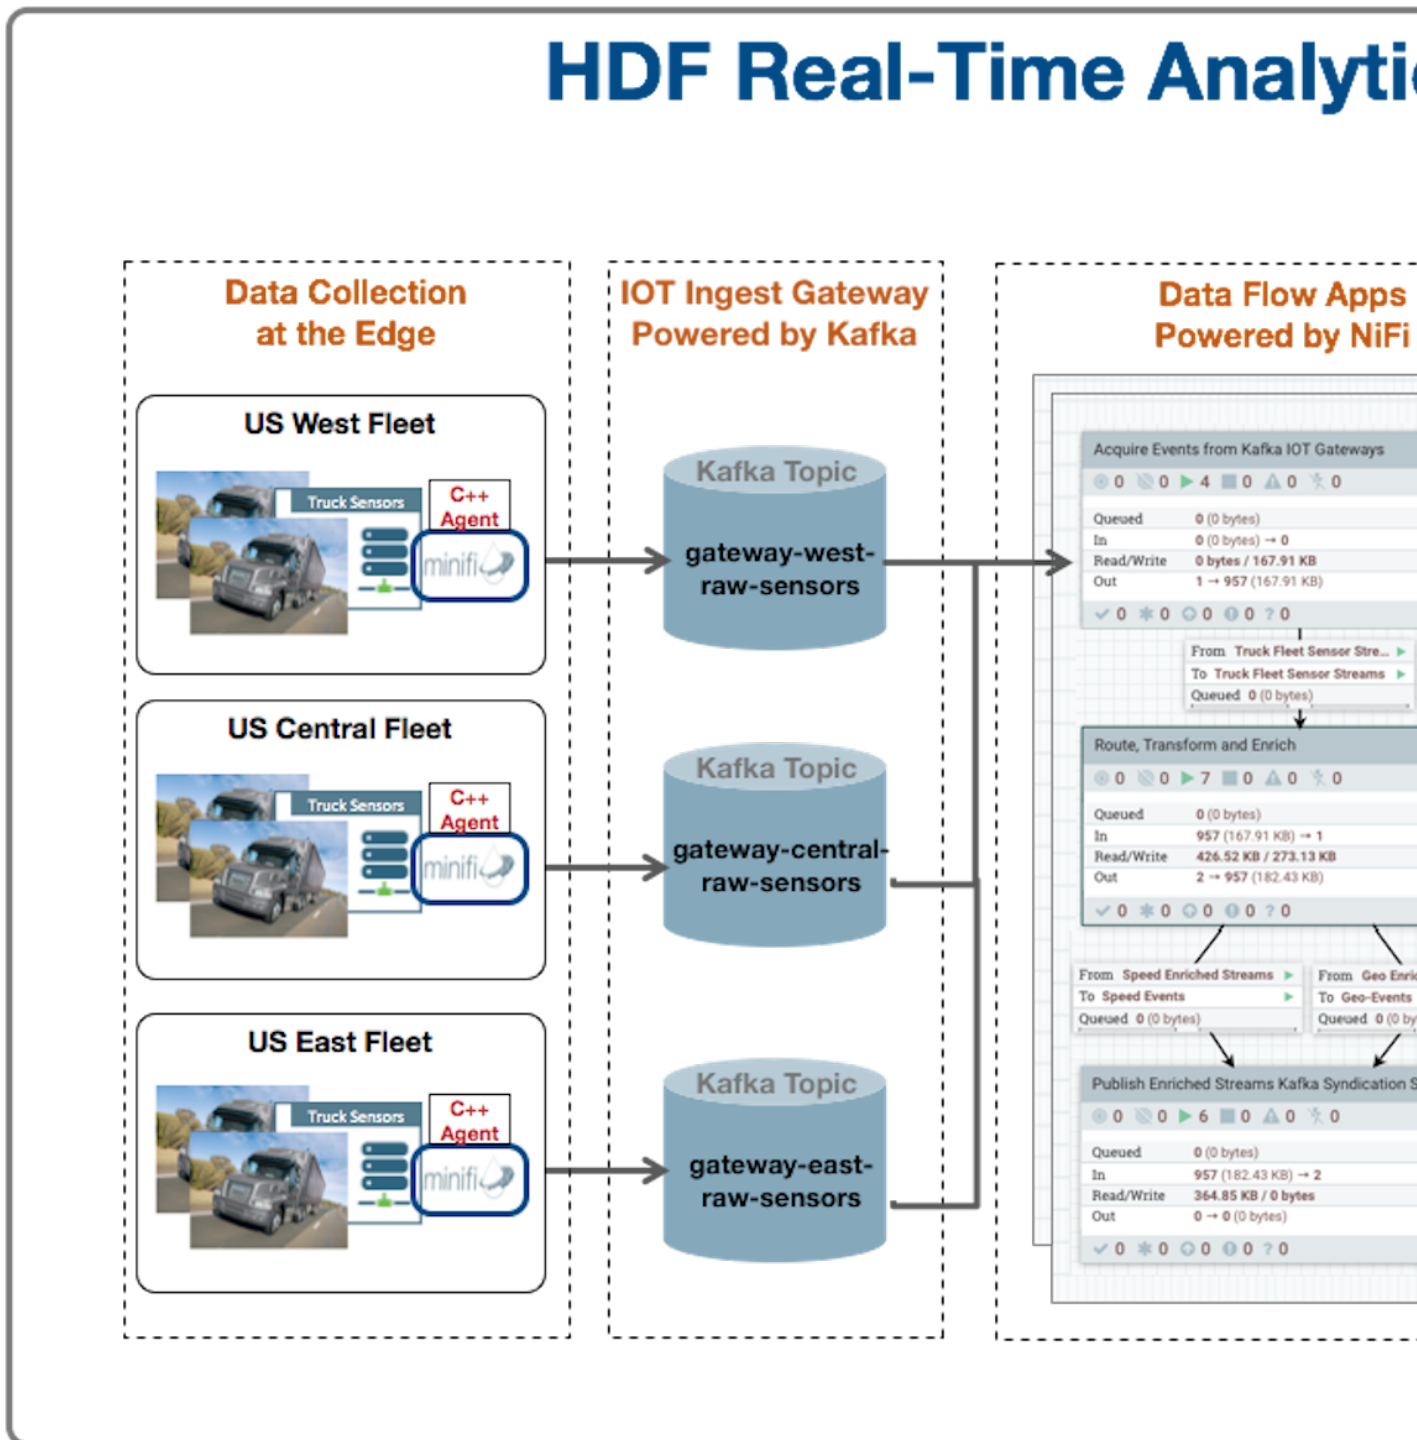 HDF Real-Time Analytic
Data Collection
at the Edge
US West Fleet
Truck Sensors
C++
Agent
minifi
US Central Fleet
Truck Sensors
C++
Agent
minifi
US East Fleet
Truck Sensors
C++
Agent
minifi
IOT Ingest Gateway
Powered by Kafka
Kafka Topic
gateway-west-
raw-sensors
Kafka Topic
gateway-central-
raw-sensors
Kafka Topic
gateway-east-
raw-sensors
Data Flow Apps
Powered by NiFi
Acquire Events from Kafka IOT Gateways
0 0 4 0 0 0
Queued 0 (0 bytes)
In 0 (0 bytes) → 0
Read/Write 0 bytes / 167.91 KB
Out 1 → 957 (167.91 KB)
0 0 0 0 ? 0
From Truck Fleet Sensor Stre...
To Truck Fleet Sensor Streams
Queued 0 (0 bytes)
Route, Transform and Enrich
0 0 7 0 0 0
Queued 0 (0 bytes)
In 957 (167.91 KB) → 1
Read/Write 426.52 KB / 273.13 KB
Out 2 → 957 (182.43 KB)
0 0 0 0 ? 0
From Speed Enriched Streams
To Speed Events
Queued 0 (0 bytes)
From Geo Enric
To Geo-Events
Queued 0 (0 by
Publish Enriched Streams Kafka Syndication S
0 0 6 0 0 0
Queued 0 (0 bytes)
In 957 (182.43 KB) → 2
Read/Write 364.85 KB / 0 bytes
Out 0 → 0 (0 bytes)
0 0 0 0 ? 0